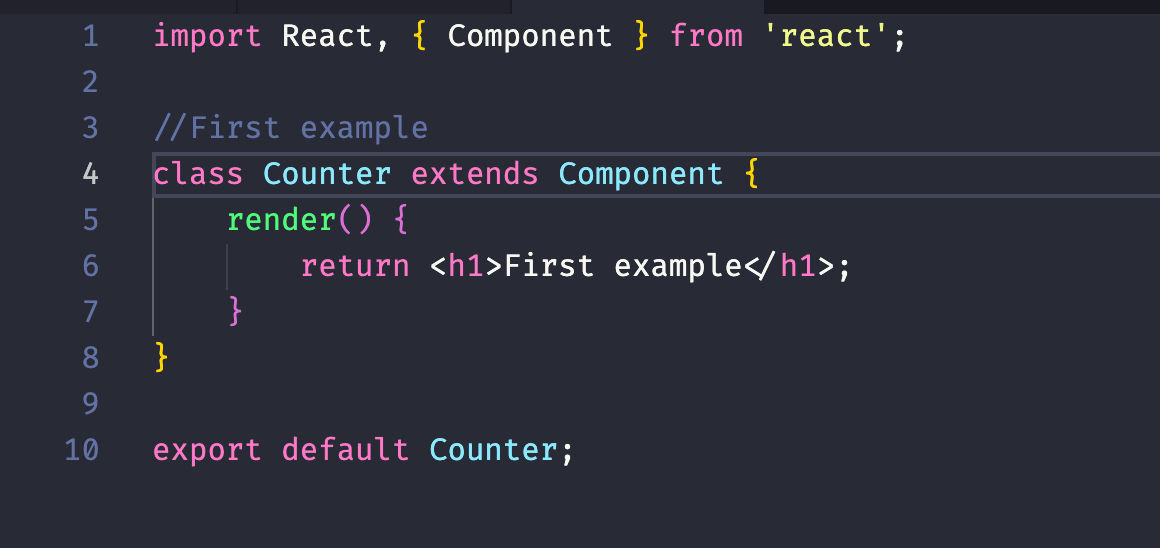 1 import React, { Component } from 'react';
2
3 //First example
4 class Counter extends Component {
5 render() {
6 return <h1>First example</h1>;
7 }
8 }
9
10 export default Counter;